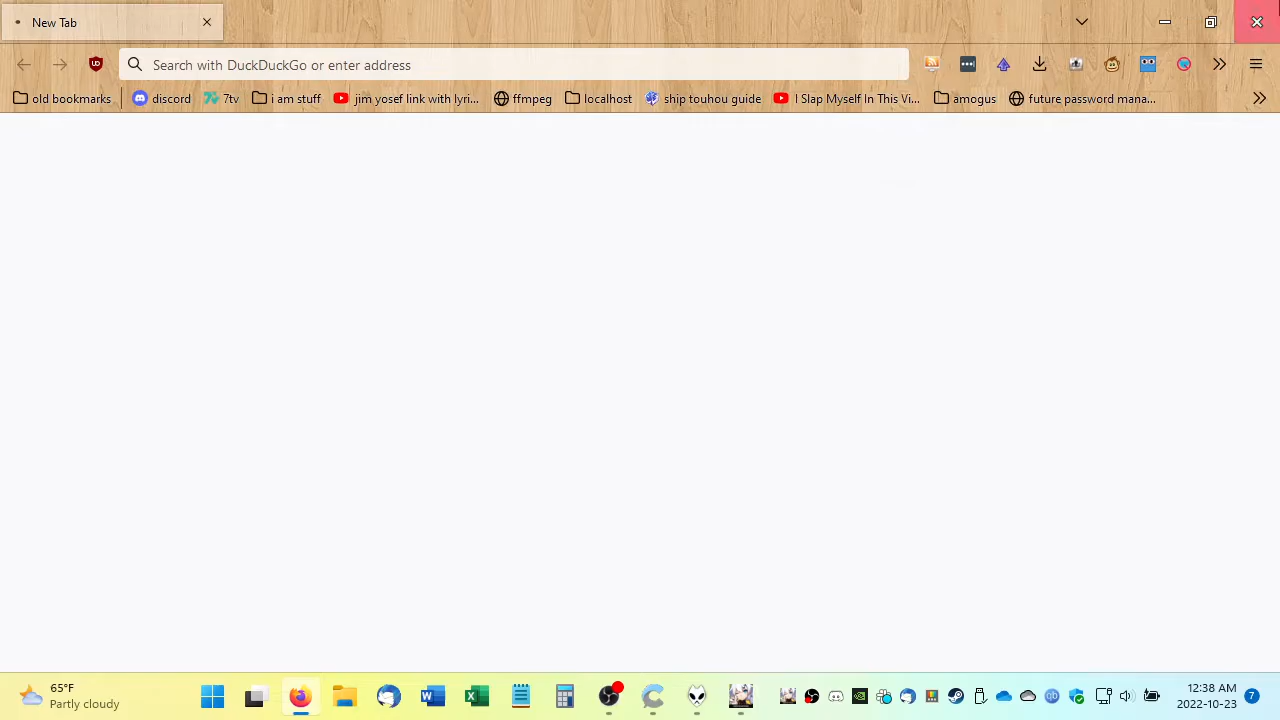 New Tab
Search with DuckDuckGo or enter address
old bookmarks discord 7tv i am stuff jim yosef link with lyri... ffmpeg localhost ship touhou guide I Slap Myself In This Vi... amogus future password mana...
65°F
Partly cloudy
12:38 AM
2022-10-23
7